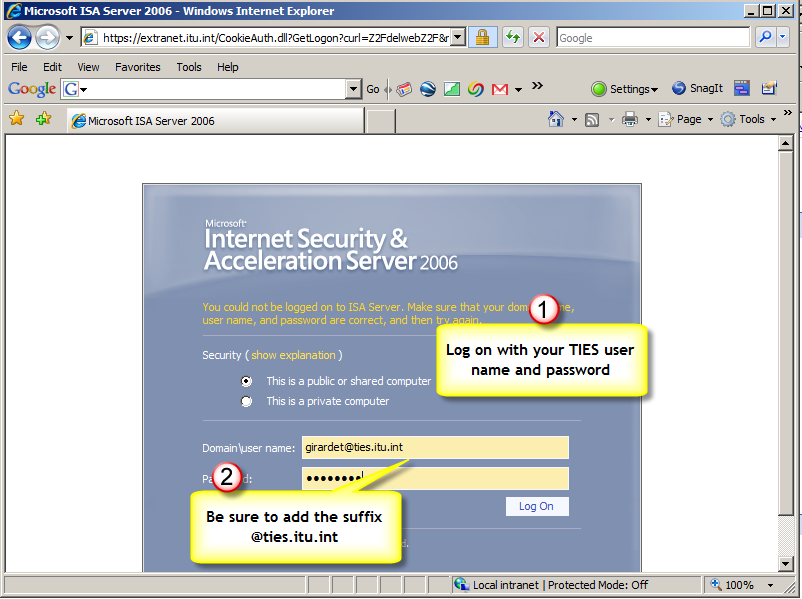 Microsoft ISA Server 2006 - Windows Internet Explorer
https://extranet.itu.int/CookieAuth.dll?GetLogon?curl=Z2FdelwebZ2F&r
Google
File Edit View Favorites Tools Help
Google G Go Settings SnagIt
Microsoft ISA Server 2006 Page Tools
Microsoft
Internet Security &
Acceleration Server 2006
You could not be logged on to ISA Server. Make sure that your
user name, and password are correct, and then try again.
1
Log on with your TIES user
name and password
Security ( show explanation )
This is a public or shared computer
This is a private computer
Domain\user name: girardet@ties.itu.int
2
Be sure to add the suffix
@ties.itu.int
Log On
Local intranet | Protected Mode: Off 100%